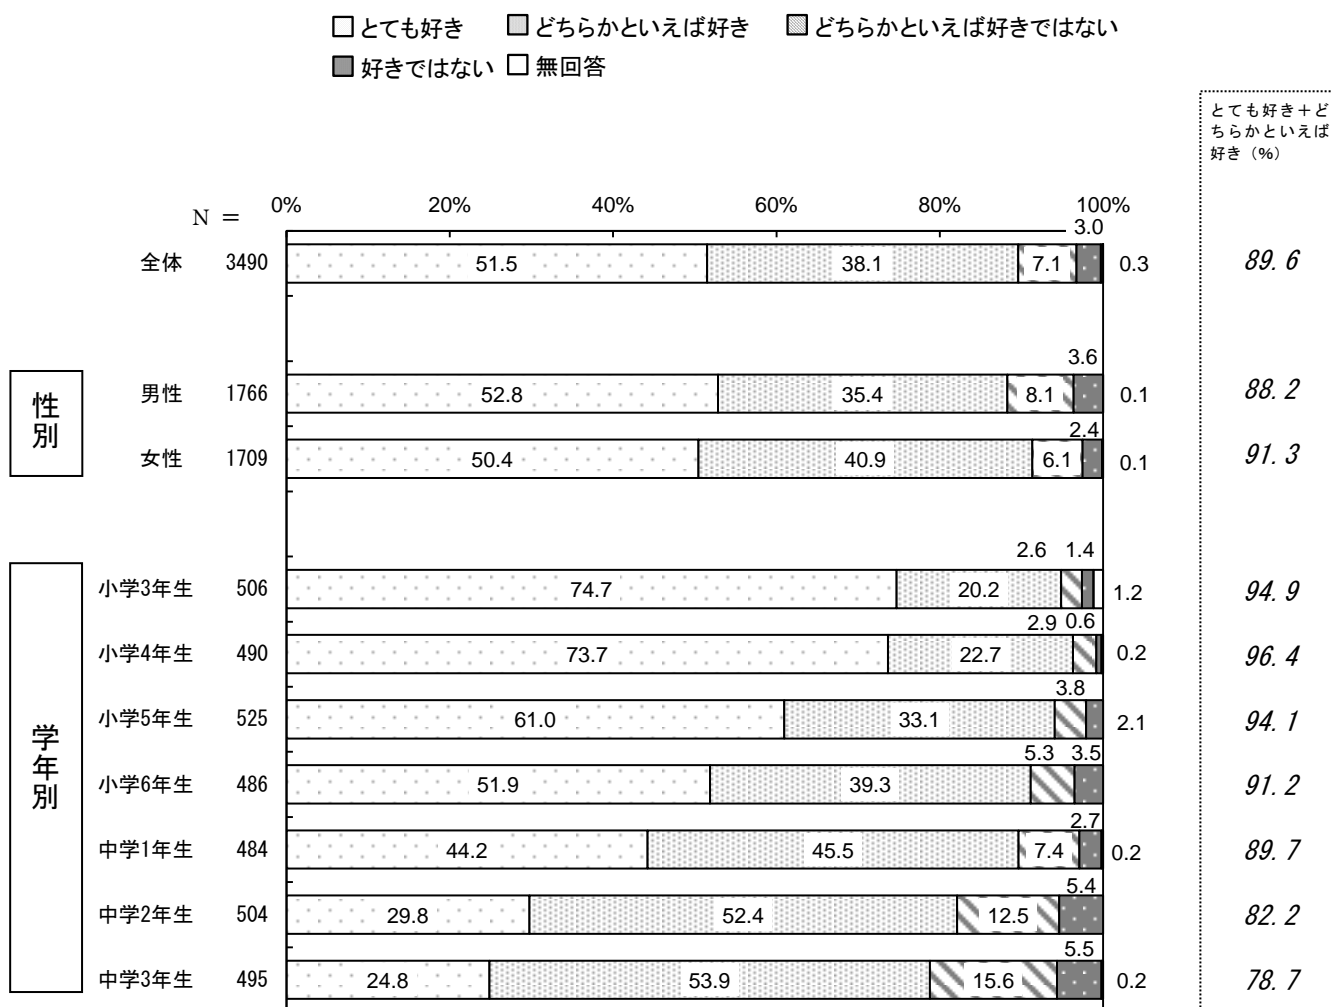 とても好き どちらかといえば好き どちらかといえば好きではない
好きではない 無回答
とても好き＋ど
ちらかといえば
好き（%）
N = 0% 20% 40% 60% 80% 100%
3.0
全体 3490 51.5 38.1 7.1 0.3 89.6
3.6
性別
男性 1766 52.8 35.4 8.1 0.1 88.2
2.4
女性 1709 50.4 40.9 6.1 0.1 91.3
2.6 1.4
学年別
小学3年生 506 74.7 20.2 1.2 94.9
2.9 0.6
小学4年生 490 73.7 22.7 0.2 96.4
3.8
小学5年生 525 61.0 33.1 2.1 94.1
5.3 3.5
小学6年生 486 51.9 39.3 91.2
2.7
中学1年生 484 44.2 45.5 7.4 0.2 89.7
5.4
中学2年生 504 29.8 52.4 12.5 82.2
5.5
中学3年生 495 24.8 53.9 15.6 0.2 78.7